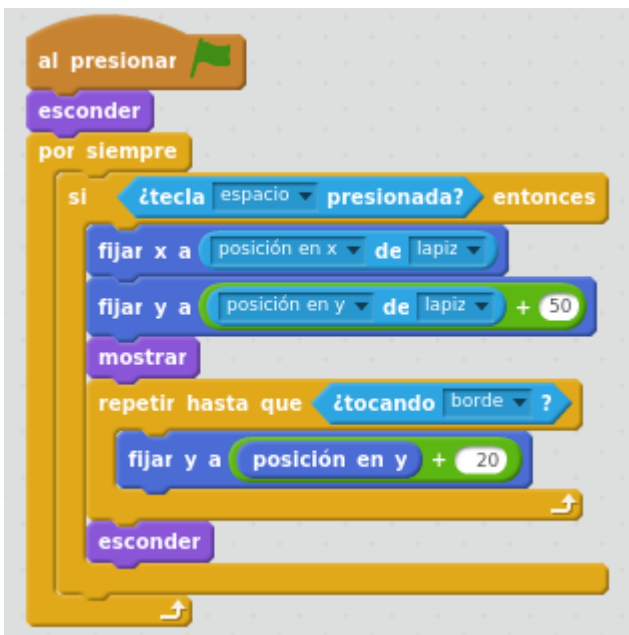 al presionar
esconder
por siempre
si ¿tecla espacio presionada? entonces
fijar x a posición en x de lapiz
fijar y a posición en y de lapiz + 50
mostrar
repetir hasta que ¿tocando borde ?
fijar y a posición en y + 20
esconder